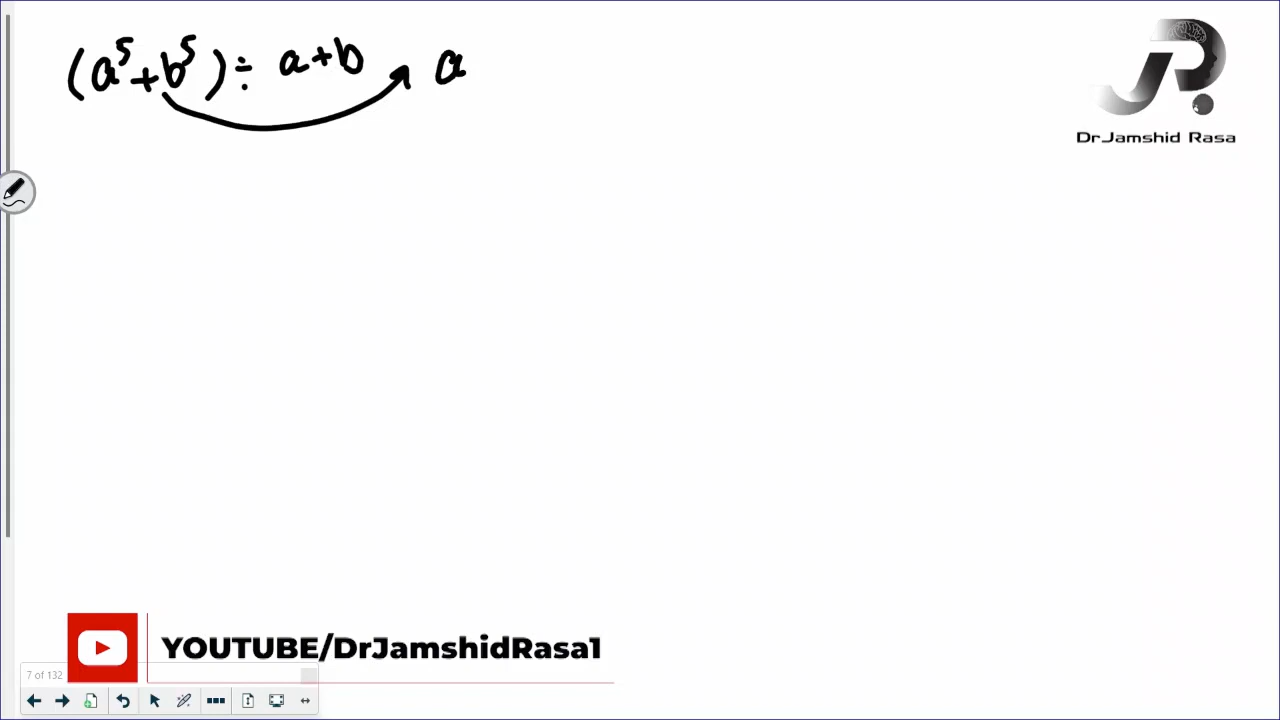 (a⁵+b⁵)÷ a+b → a
DrJamshid Rasa
YOUTUBE/DrJamshidRasa1
7 of 132